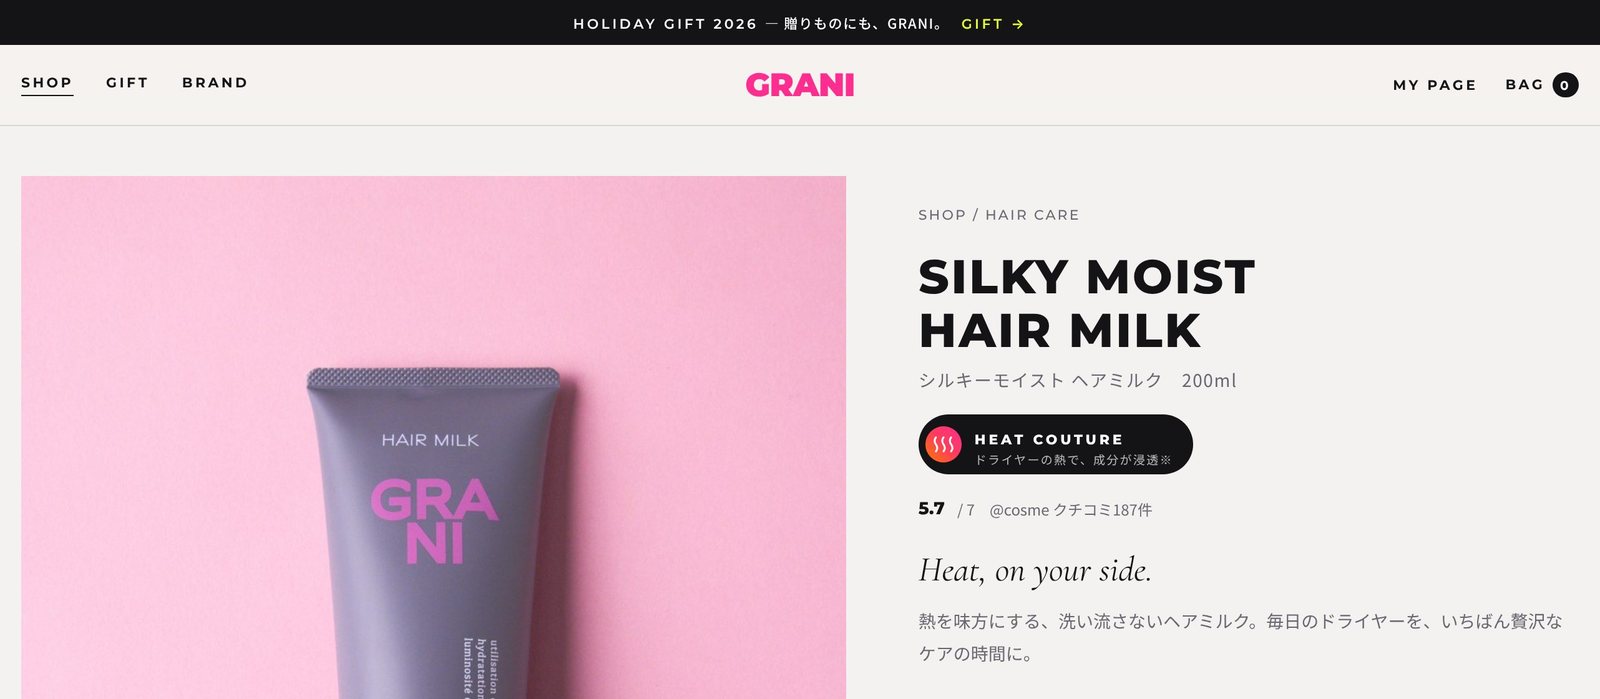 HOLIDAY GIFT 2026 — 贈りものにも、GRANI。 GIFT →
SHOP GIFT BRAND
GRANI
MY PAGE BAG 0
HAIR MILK
GRA
NI
utilisation
hydratation
luminosité
SHOP / HAIR CARE
SILKY MOIST
HAIR MILK
シルキーモイスト ヘアミルク 200ml
HEAT COUTURE
ドライヤーの熱で、成分が浸透※
5.7 / 7 @cosme クチコミ187件
Heat, on your side.
熱を味方にする、洗い流さないヘアミルク。毎日のドライヤーを、いちばん贅沢な
ケアの時間に。